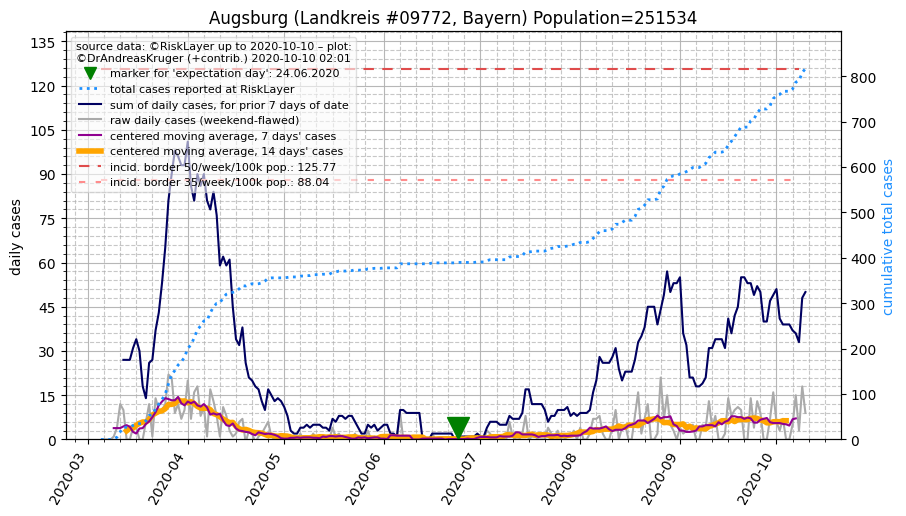 Augsburg (Landkreis #09772, Bayern) Population=251534
source data: ©RiskLayer up to 2020-10-10 – plot:
©DrAndreasKruger (+contrib.) 2020-10-10 02:01
marker for 'expectation day': 24.06.2020
total cases reported at RiskLayer
sum of daily cases, for prior 7 days of date
raw daily cases (weekend-flawed)
centered moving average, 7 days' cases
centered moving average, 14 days' cases
incid. border 50/week/100k pop.: 125.77
incid. border 35/week/100k pop.: 88.04
daily cases
135
120
105
90
75
60
45
30
15
0
800
700
600
500
400
300
200
100
0
cumulative total cases
2020-03
2020-04
2020-05
2020-06
2020-07
2020-08
2020-09
2020-10